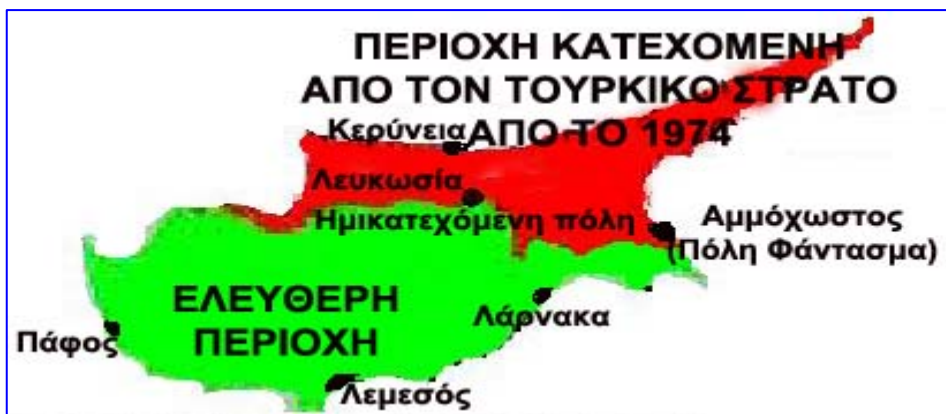 ΠΕΡΙΟΧΗ ΚΑΤΕΧΟΜΕΝΗ
ΑΠΟ ΤΟΝ ΤΟΥΡΚΙΚΟ ΣΤΡΑΤΟ
ΑΠΟ ΤΟ 1974
Κερύνεια
Λευκωσία
Ημικατεχόμενη πόλη
Αμμόχωστος
(Πόλη Φάντασμα)
ΕΛΕΥΘΕΡΗ
ΠΕΡΙΟΧΗ
Λάρνακα
Πάφος
Λεμεσός